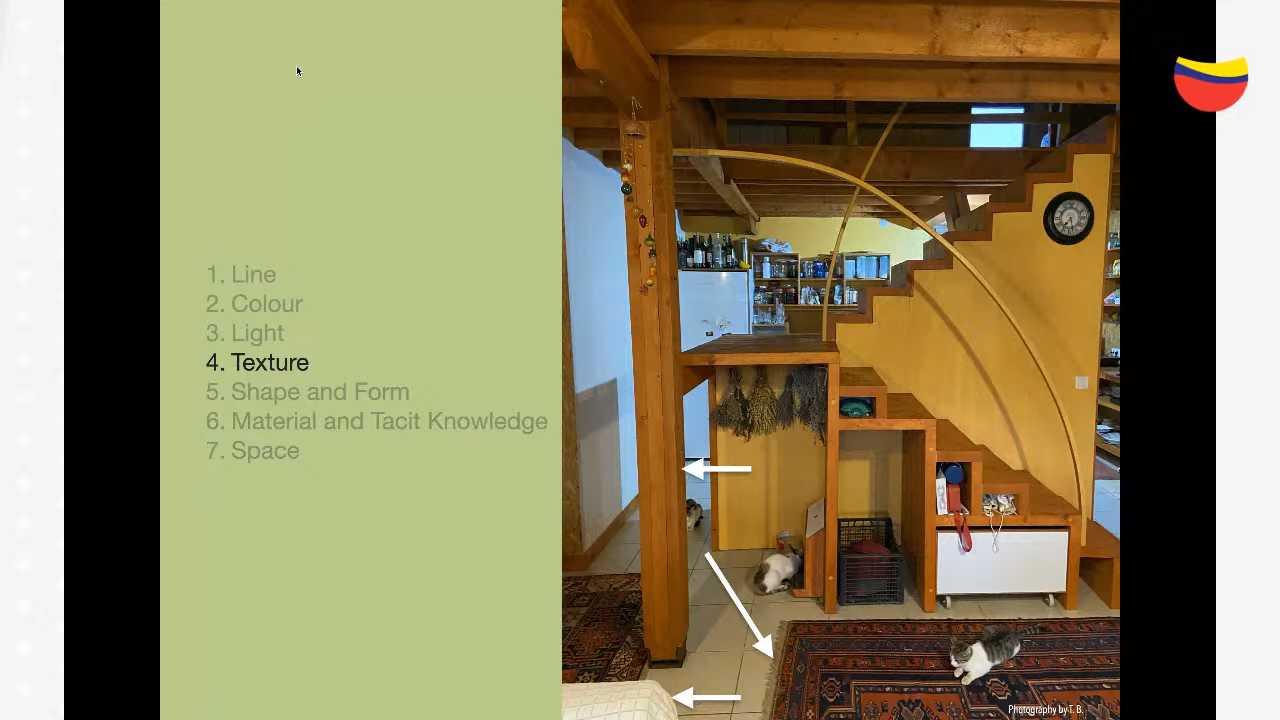 1. Line
2. Colour
3. Light
4. Texture
5. Shape and Form
6. Material and Tacit Knowledge
7. Space
Photography by T. B.